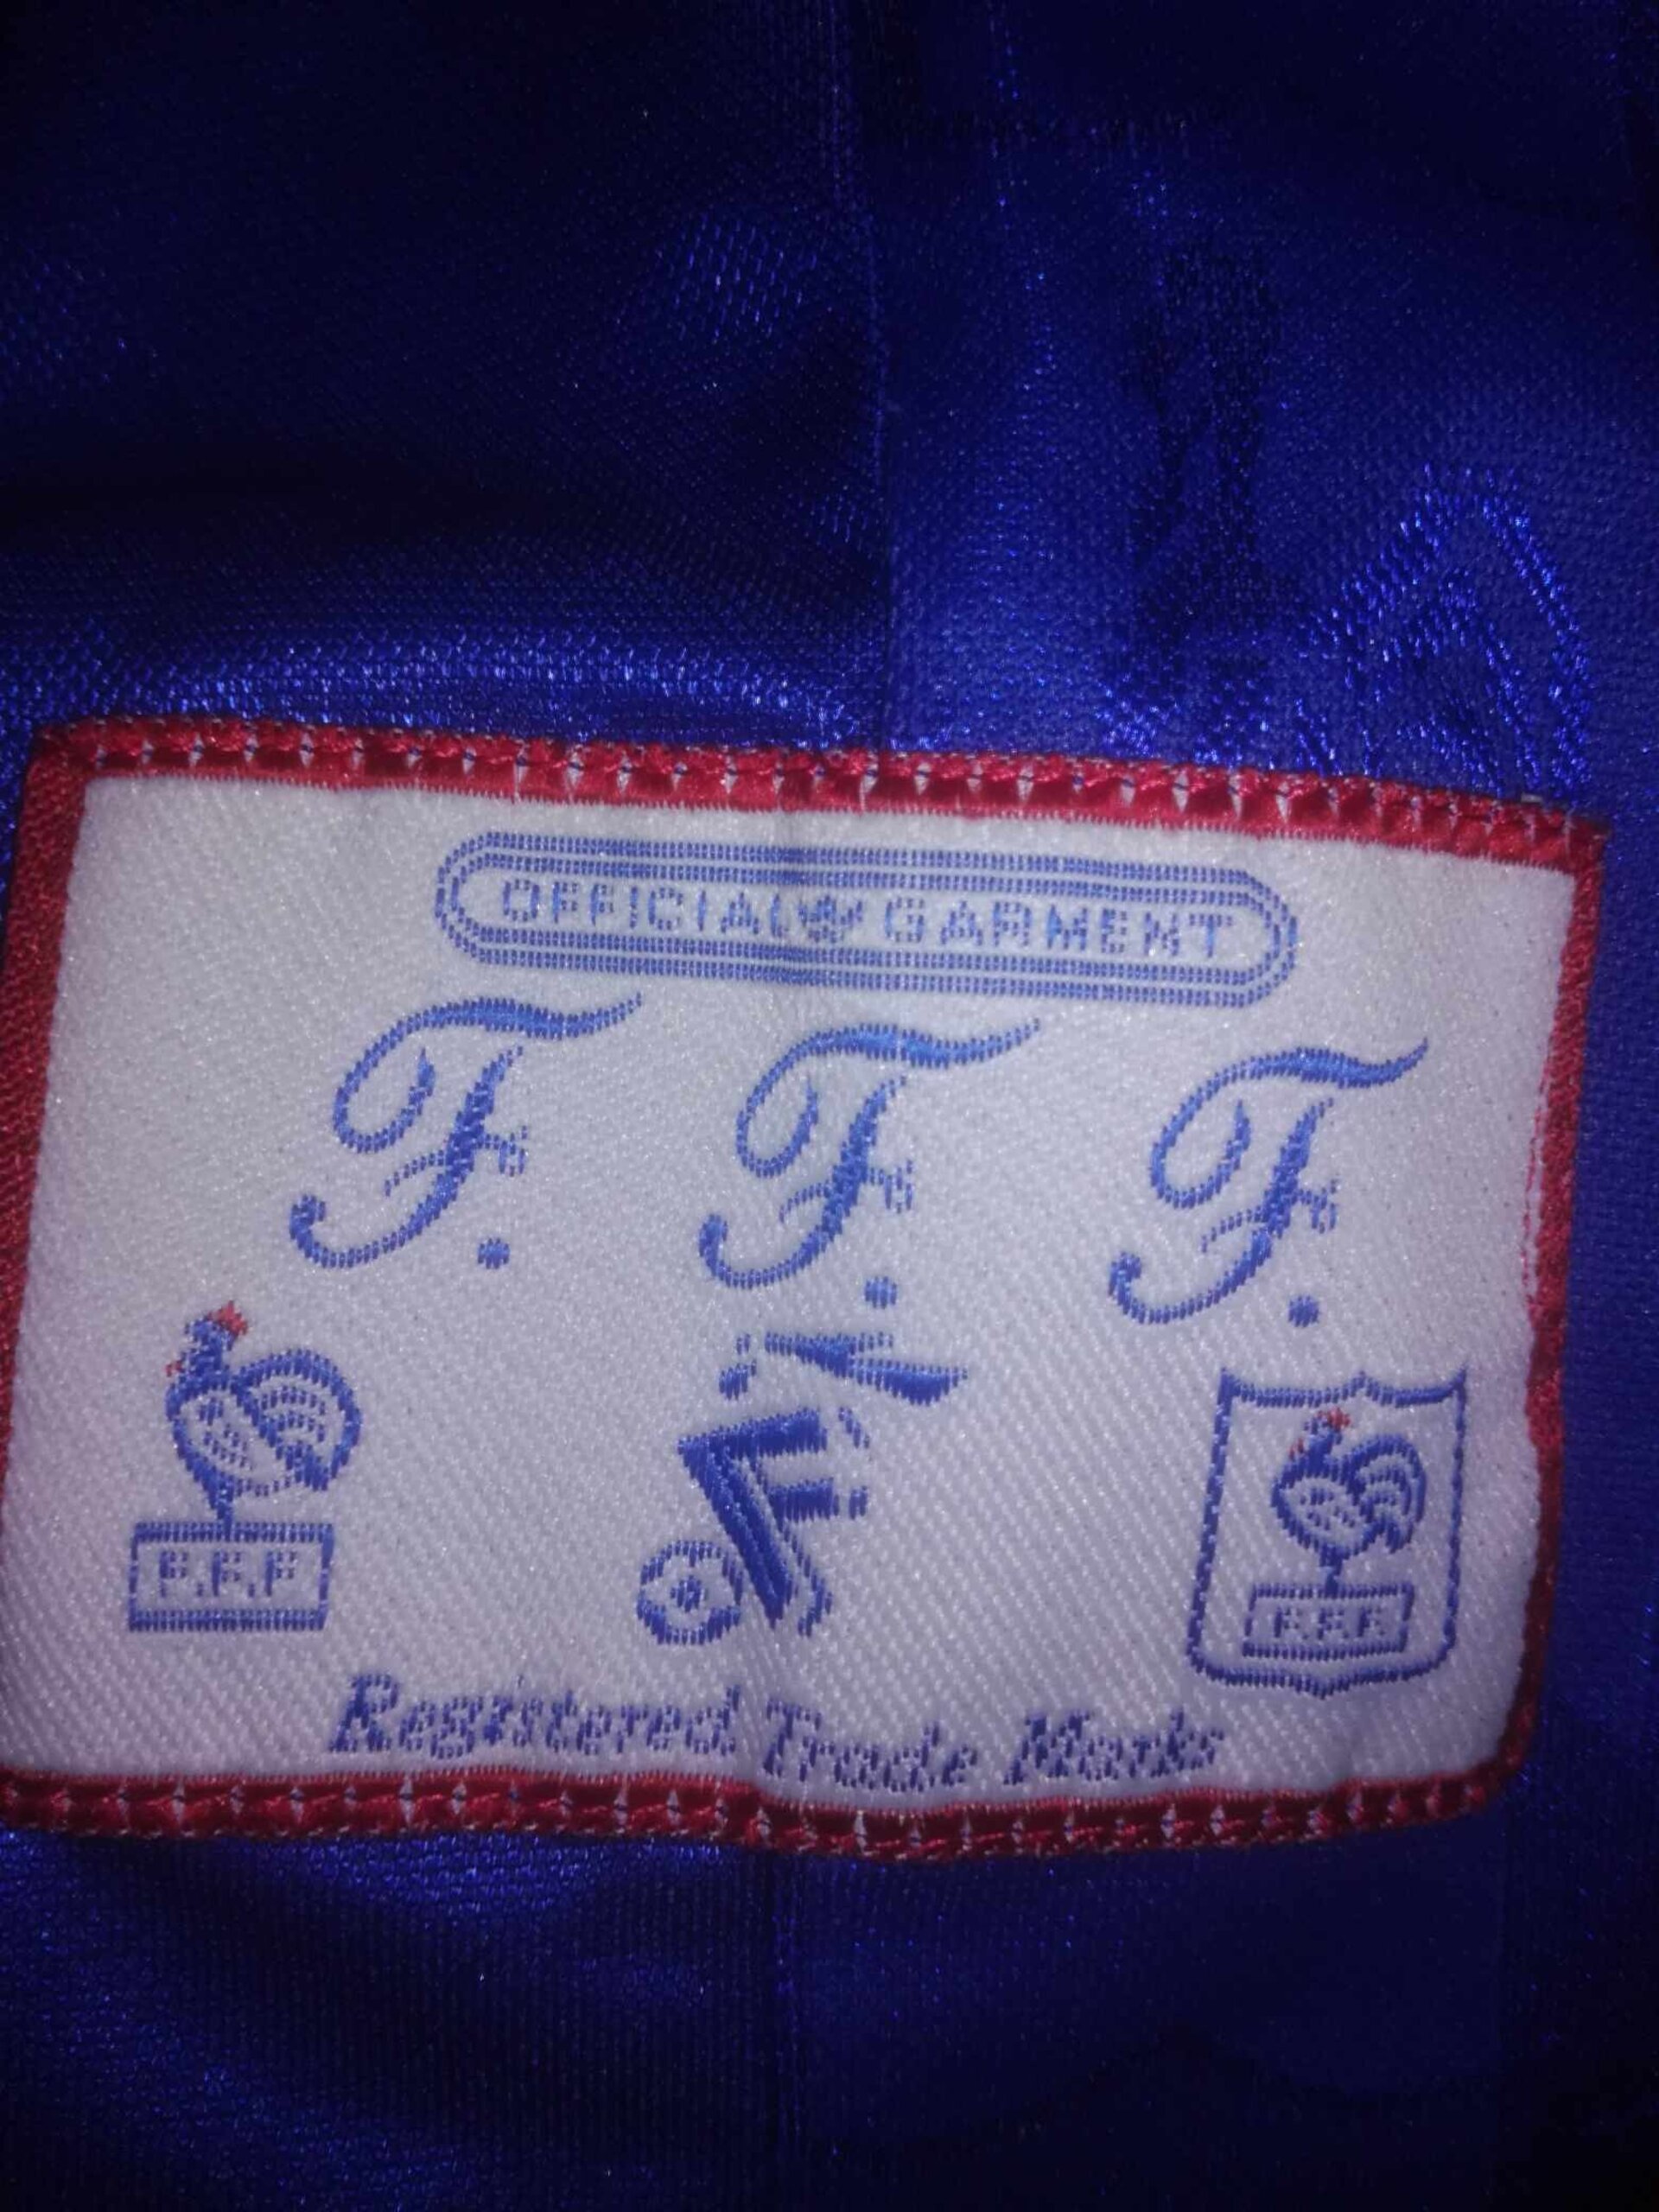 OFFICIAL GARMENT
F. F. F.
F.F.F
F.F.F
Registered Trade Marks